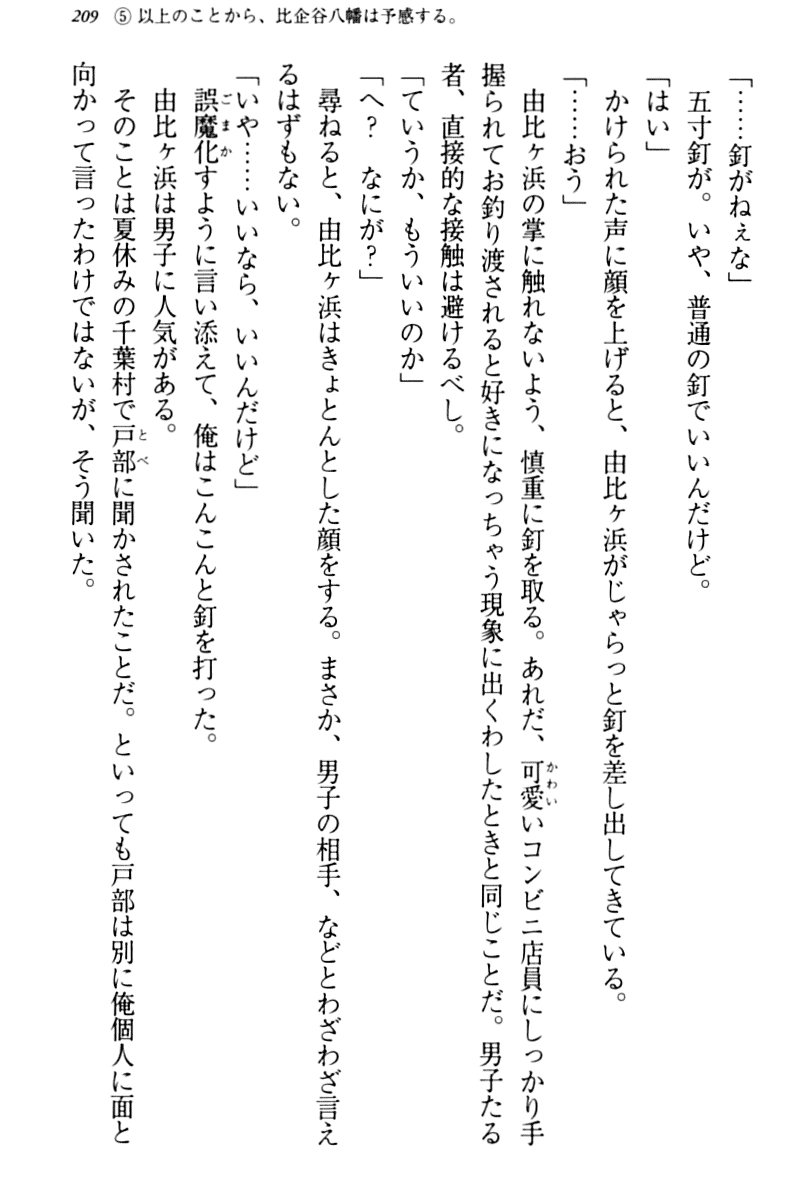 209 ⑤ 以上のことから、比企谷八幡は予感する。
「……釘がねぇな」
五寸釘が。いや、普通の釘でいいんだけど。
「はい」
かけられた声に顔を上げると、由比ヶ浜がじゃらっと釘を差し出してきている。
「……おう」
由比ヶ浜の掌に触れないよう、慎重に釘を取る。あれだ、可愛いコンビニ店員にしっかり手
握られてお釣り渡されると好きになっちゃう現象に出くわしたときと同じことだ。男子たる
者、直接的な接触は避けるべし。
「ていうか、もういいのか」
「へ？　なにが？」
尋ねると、由比ヶ浜はきょとんとした顔をする。まさか、男子の相手、などとわざわざ言え
るはずもない。
「いや……いいなら、いいんだけど」
誤魔化すように言い添えて、俺はこんこんと釘を打った。
由比ヶ浜は男子に人気がある。
そのことは夏休みの千葉村で戸部に聞かされたことだ。といっても戸部は別に俺個人に面と
向かって言ったわけではないが、そう聞いた。